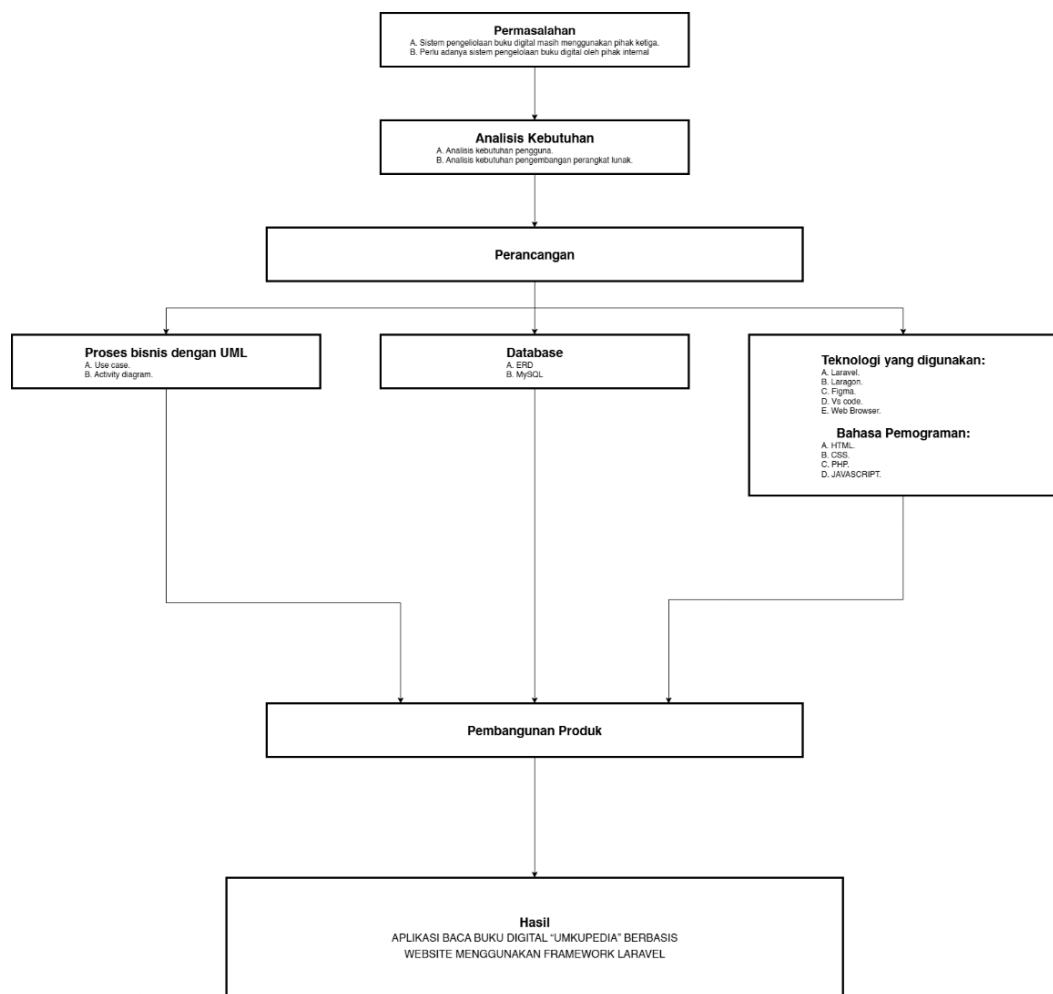 Permasalahan
A. Sistem pengeliolaan buku digital masih menggunakan pihak ketiga.
B. Perlu adanya sistem pengelolaan buku digital oleh pihak internal
Analisis Kebutuhan
A. Analisis kebutuhan pengguna.
B. Analisis kebutuhan pengembangan perangkat lunak.
Perancangan
Proses bisnis dengan UML
A. Use case.
B. Activity diagram.
Database
A. ERD
B. MySQL
Teknologi yang digunakan:
A. Laravel.
B. Laragon.
C. Figma.
D. Vs code.
E. Web Browser.
Bahasa Pemograman:
A. HTML.
B. CSS.
C. PHP.
D. JAVASCRIPT.
Pembangunan Produk
Hasil
APLIKASI BACA BUKU DIGITAL “UMKUPEDIA” BERBASIS
WEBSITE MENGGUNAKAN FRAMEWORK LARAVEL